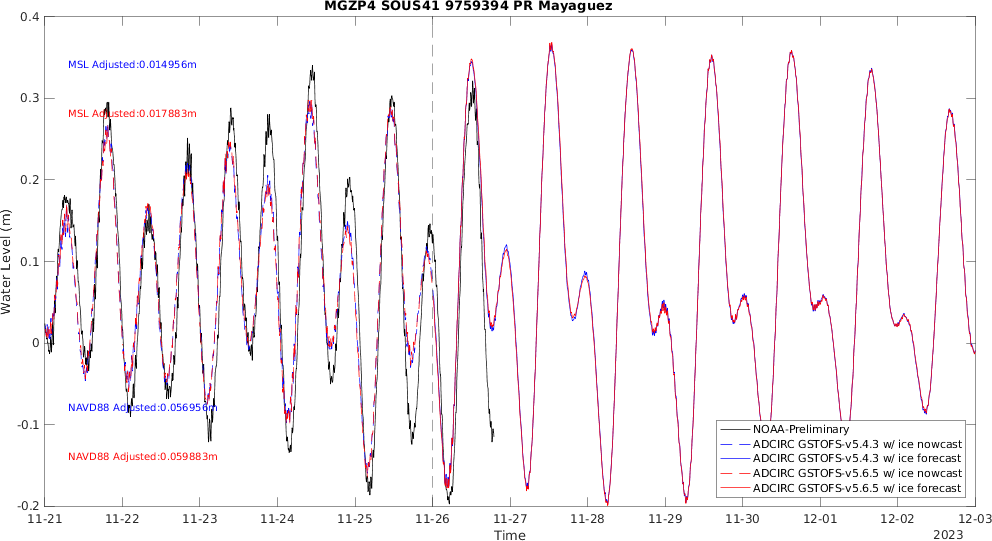 MGZP4 SOUS41 9759394 PR Mayaguez
0.4
0.3
0.2
0.1
0
-0.1
-0.2
Water Level (m)
MSL Adjusted:0.014956m
MSL Adjusted:0.017883m
NAVD88 Adjusted:0.056956m
NAVD88 Adjusted:0.059883m
NOAA-Preliminary
ADCIRC GSTOFS-v5.4.3 w/ ice nowcast
ADCIRC GSTOFS-v5.4.3 w/ ice forecast
ADCIRC GSTOFS-v5.6.5 w/ ice nowcast
ADCIRC GSTOFS-v5.6.5 w/ ice forecast
11-21 11-22 11-23 11-24 11-25 11-26 11-27 11-28 11-29 11-30 12-01 12-02 12-03
Time
2023